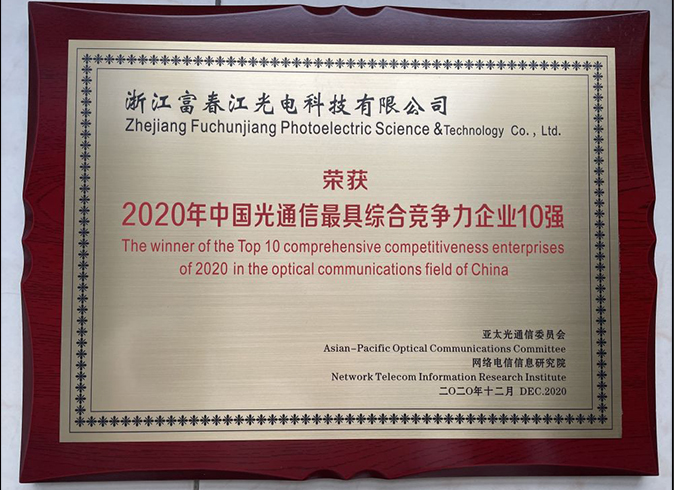 浙江富春江光电科技有限公司
Zhejiang Fuchunjiang Photoelectric Science & Technology Co., Ltd.
荣获
2020年中国光通信最具综合竞争力企业10强
The winner of the Top 10 comprehensive competitiveness enterprises
of 2020 in the optical communications field of China
亚太光通信委员会
Asian-Pacific Optical Communications Committee
网络电信信息研究院
Network Telecom Information Research Institute
二〇二〇年十二月 DEC.2020